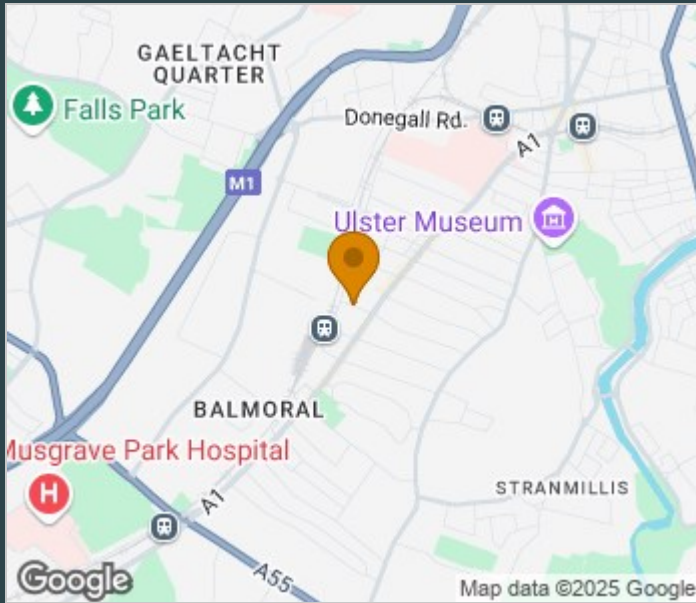 GAELTACHT
QUARTER
Falls Park
Donegall Rd.
A1
M1
Ulster Museum
BALMORAL
Musgrave Park Hospital
H
A1
STRANMILLIS
A55
Google
Map data ©2025 Google